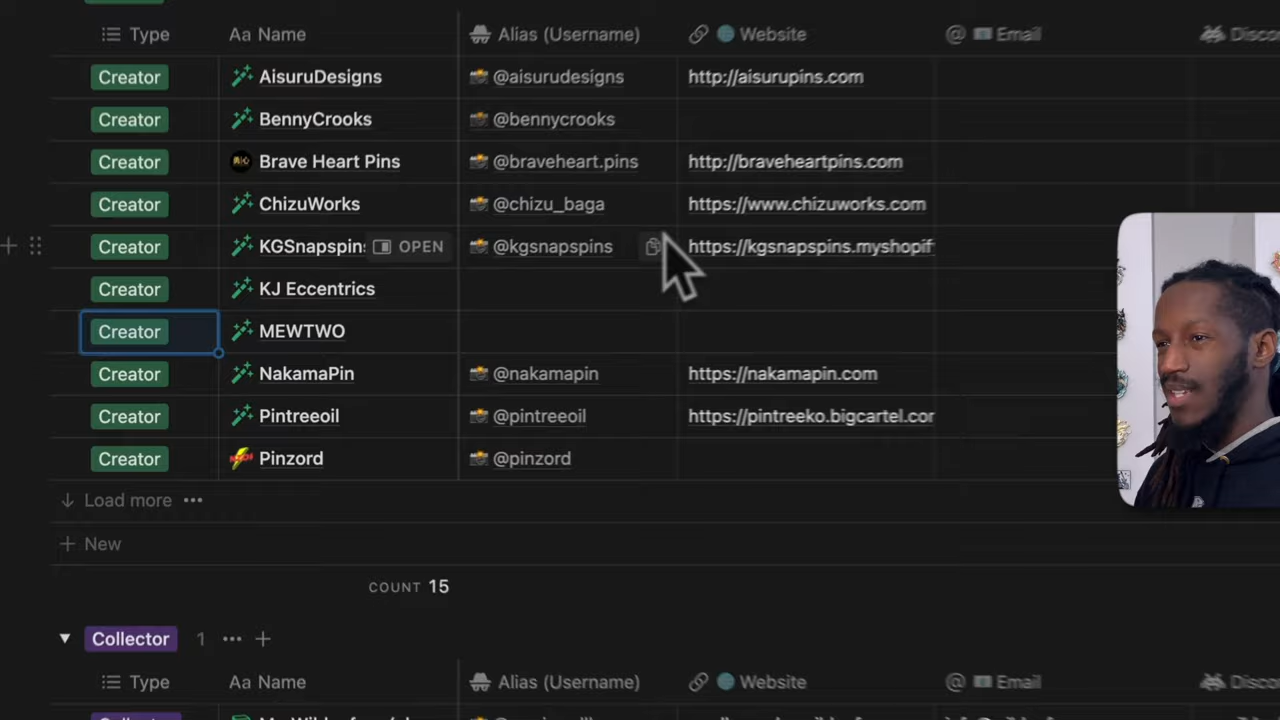 Type Aa Name Alias (Username) Website @ Email
Creator AisuruDesigns @aisurudesigns http://aisurupins.com
Creator BennyCrooks @bennycrooks
Creator Brave Heart Pins @braveheart.pins http://braveheartpins.com
Creator ChizuWorks @chizu_baga https://www.chizuworks.com
Creator KGSnapspins OPEN @kgsnapspins https://kgsnapspins.myshopif
Creator KJ Eccentrics
Creator MEWTWO
Creator NakamaPin @nakamapin https://nakamapin.com
Creator Pintreeoil @pintreeoil https://pintreeko.bigcartel.cor
Creator Pinzord @pinzord
Load more
New
COUNT 15
Collector 1
Type Aa Name Alias (Username) Website @ Email